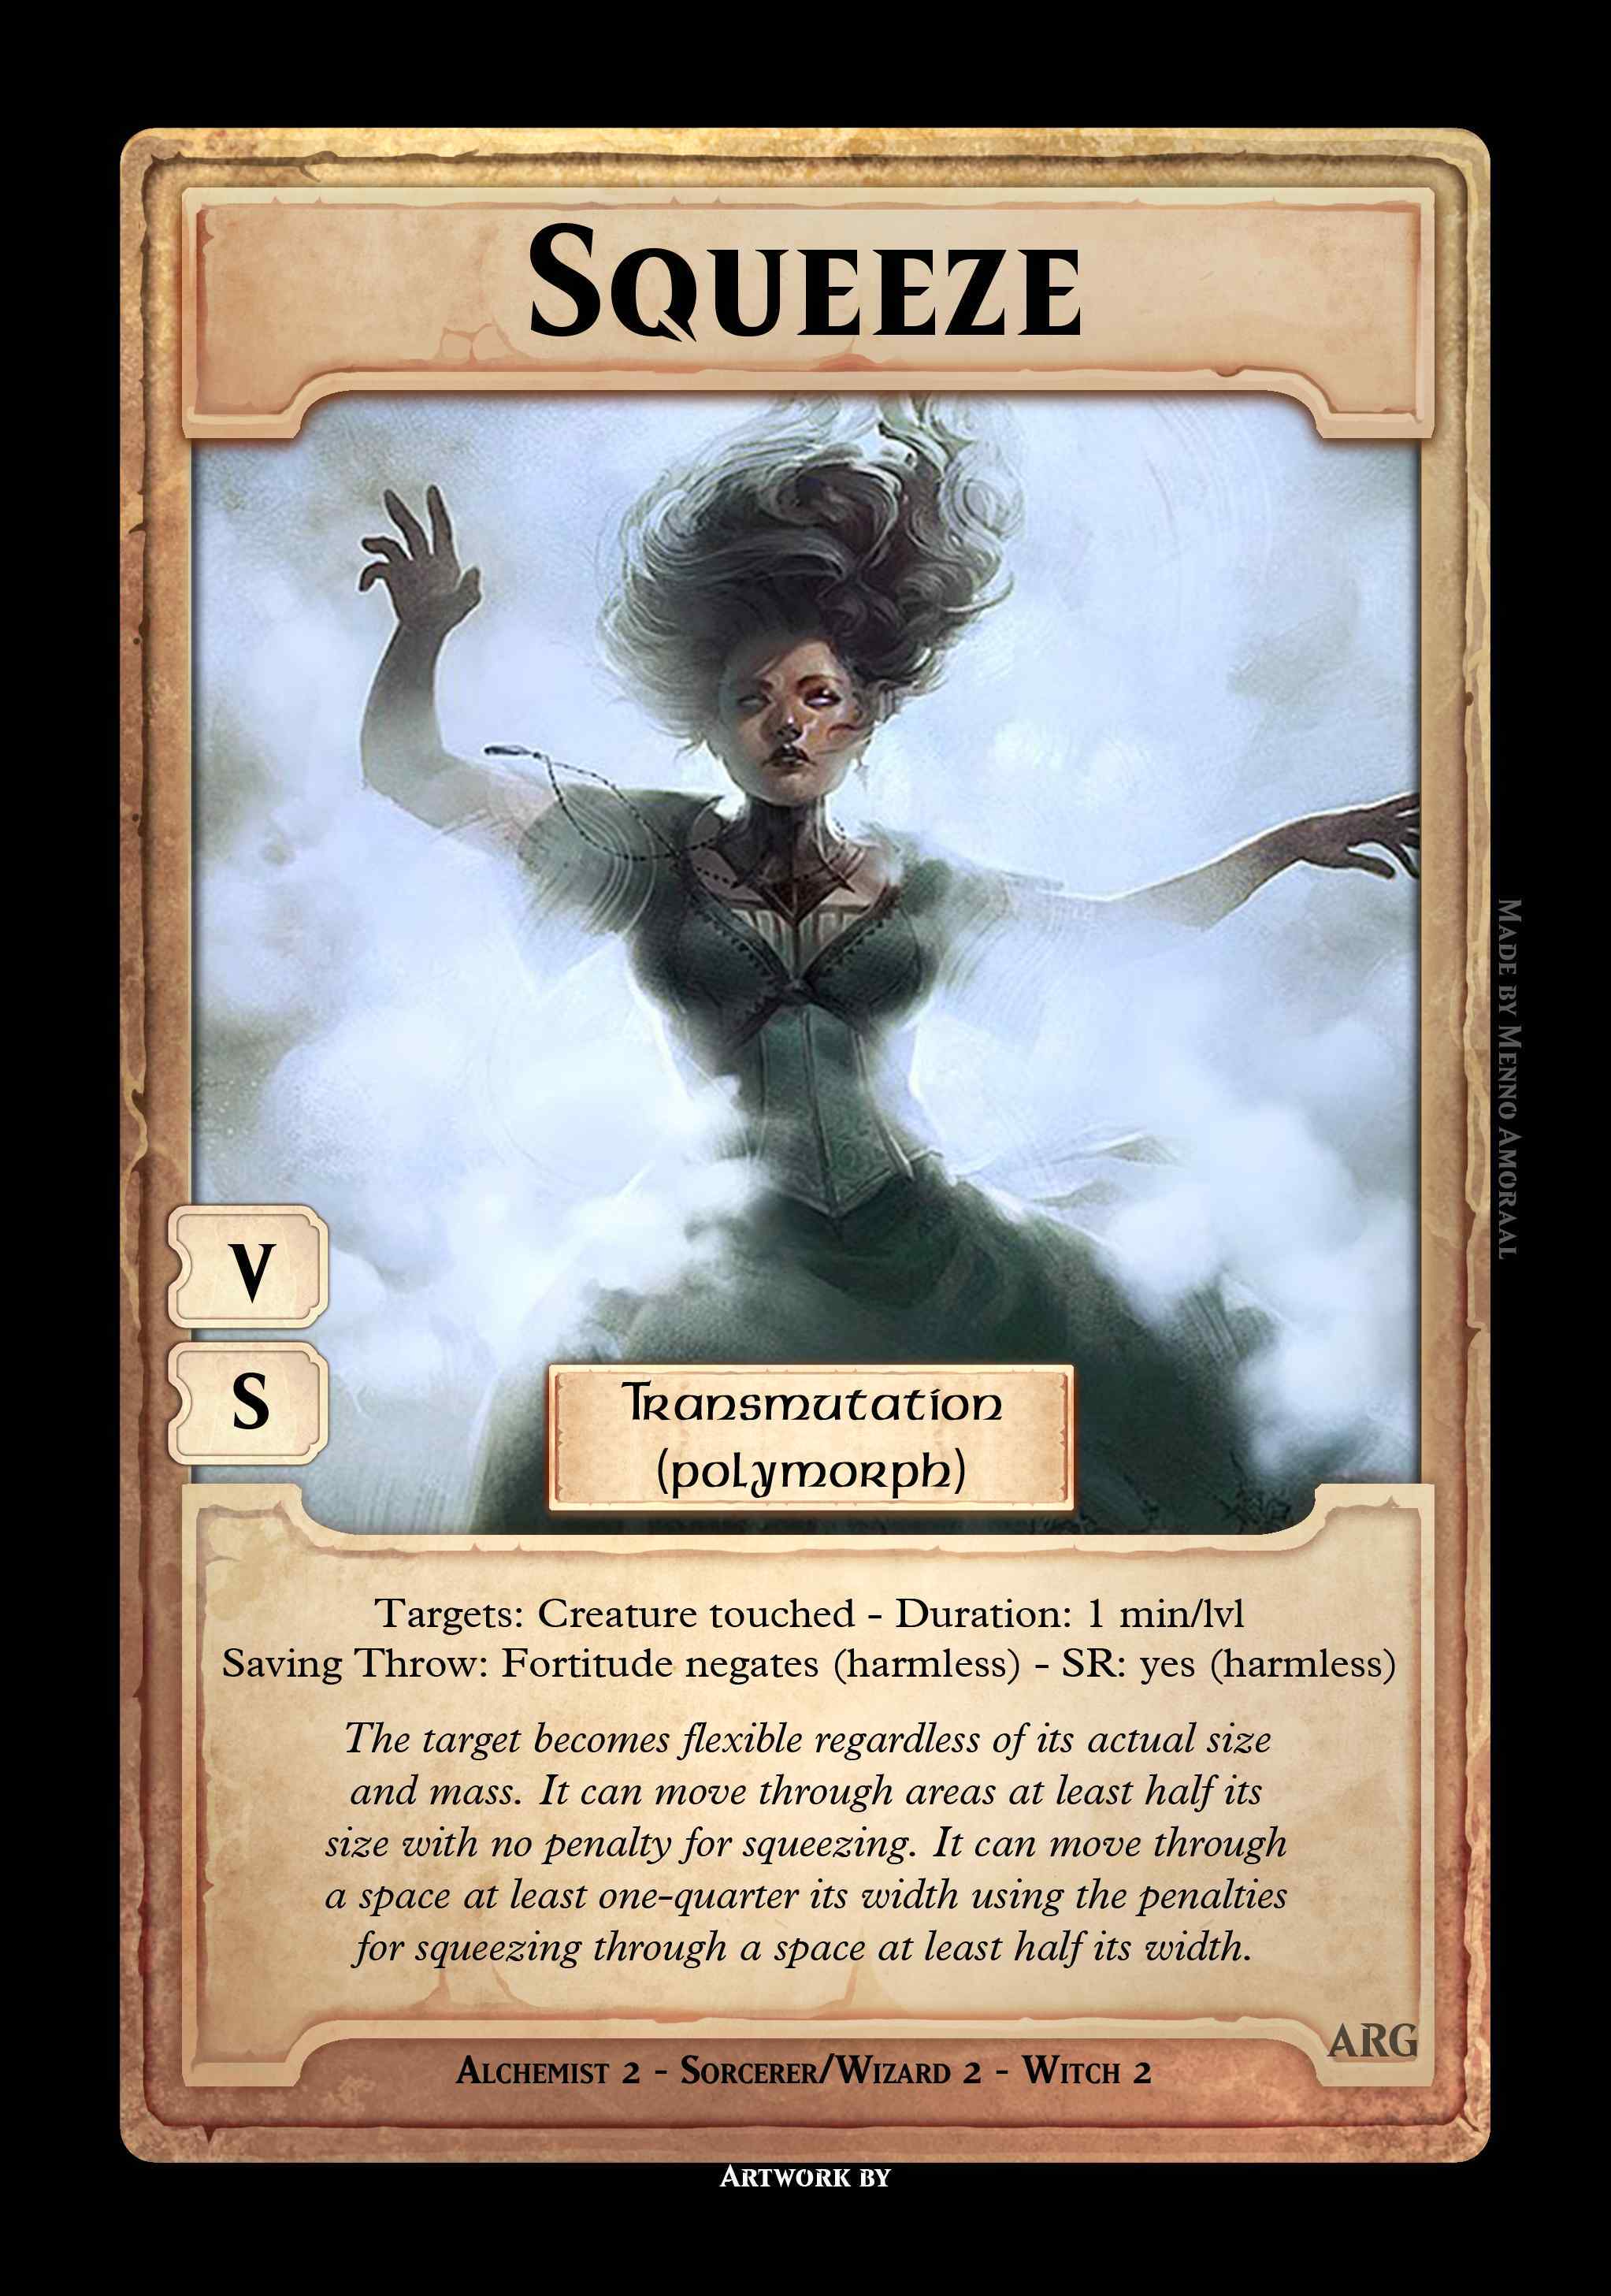 Squeeze
V
S
Transmutation
(polymorph)
Targets: Creature touched - Duration: 1 min/lvl
Saving Throw: Fortitude negates (harmless) - SR: yes (harmless)
The target becomes flexible regardless of its actual size
and mass. It can move through areas at least half its
size with no penalty for squeezing. It can move through
a space at least one-quarter its width using the penalties
for squeezing through a space at least half its width.
ARG
Alchemist 2 - Sorcerer/Wizard 2 - Witch 2
Artwork by
Made by Menno Amoraal